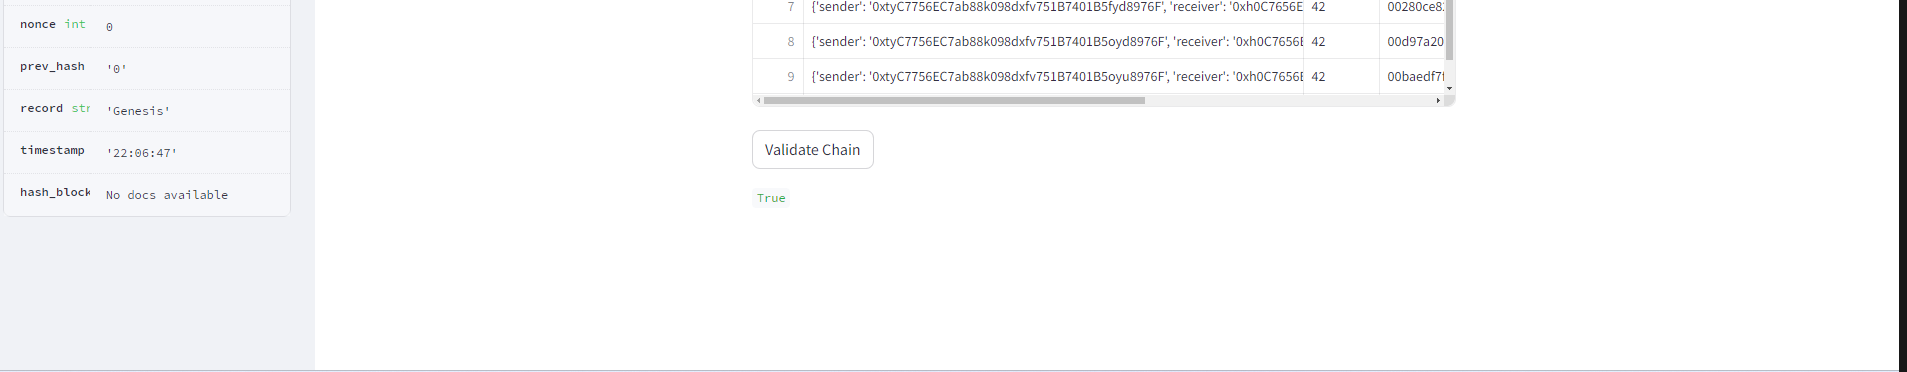 nonce int 0
prev_hash '0'
record str 'Genesis'
timestamp '22:06:47'
hash_block No docs available
7 {'sender': '0xtyC7756EC7ab88k098dxfv751B7401B5fyd8976F', 'receiver': '0xh0C7656E 42 00280ce8
8 {'sender': '0xtyC7756EC7ab88k098dxfv751B7401B5oyd8976F', 'receiver': '0xh0C7656E 42 00d97a20
9 {'sender': '0xtyC7756EC7ab88k098dxfv751B7401B5oyu8976F', 'receiver': '0xh0C7656E 42 00baedf7f
Validate Chain
True